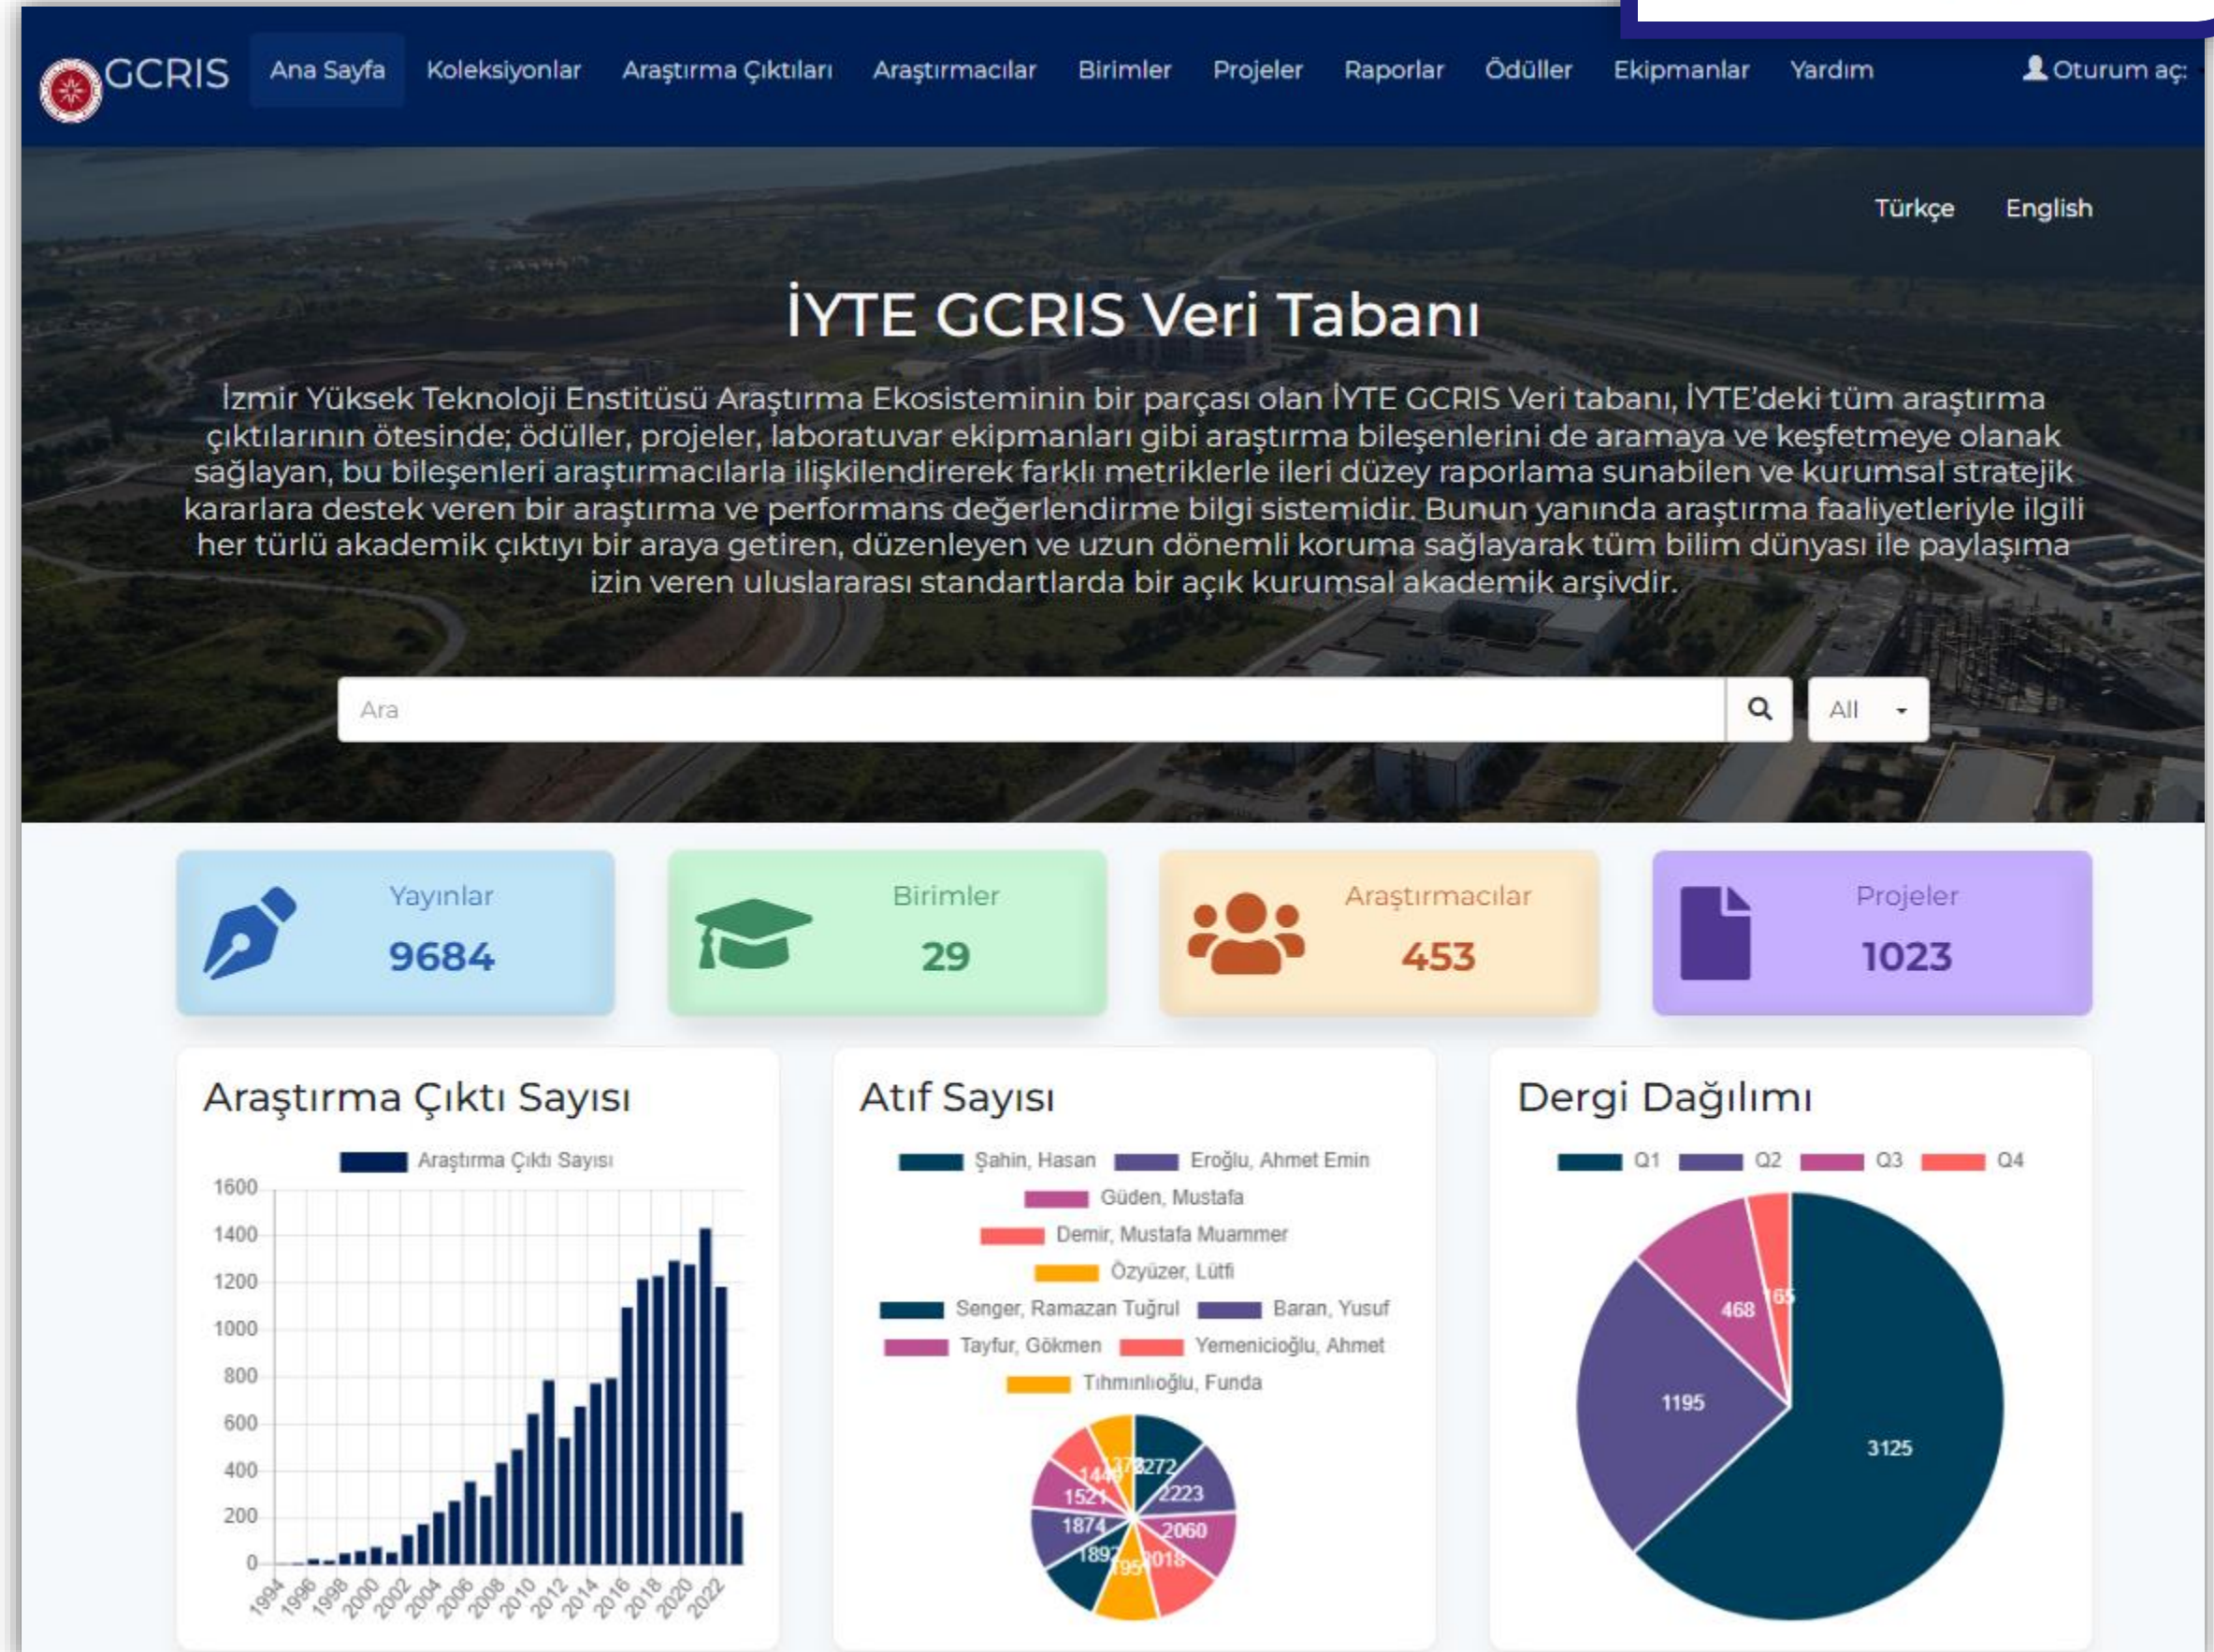 GCRIS Ana Sayfa Koleksiyonlar Araştırma Çıktıları Araştırmacılar Birimler Projeler Raporlar Ödüller Ekipmanlar Yardım Oturum aç:
Türkçe English
İYTE GCRIS Veri Tabanı
İzmir Yüksek Teknoloji Enstitüsü Araştırma Ekosisteminin bir parçası olan İYTE GCRIS Veri tabanı, İYTE'deki tüm araştırma
çıktılarının ötesinde; ödüller, projeler, laboratuvar ekipmanları gibi araştırma bileşenlerini de aramaya ve keşfetmeye olanak
sağlayan, bu bileşenleri araştırmacılarla ilişkilendirerek farklı metriklerle ileri düzey raporlama sunabilen ve kurumsal stratejik
kararlara destek veren bir araştırma ve performans değerlendirme bilgi sistemidir. Bunun yanında araştırma faaliyetleriyle ilgili
her türlü akademik çıktıyı bir araya getiren, düzenleyen ve uzun dönemli koruma sağlayarak tüm bilim dünyası ile paylaşıma
izin veren uluslararası standartlarda bir açık kurumsal akademik arşivdir.
Ara All
Yayınlar
9684
Birimler
29
Araştırmacılar
453
Projeler
1023
Araştırma Çıktı Sayısı
Araştırma Çıktı Sayısı
1600
1400
1200
1000
800
600
400
200
0
1994 1996 1998 2000 2002 2004 2006 2008 2010 2012 2014 2016 2018 2020 2022
Atıf Sayısı
Şahin, Hasan Eroğlu, Ahmet Emin
Güden, Mustafa
Demir, Mustafa Muammer
Özyüzer, Lütfi
Senger, Ramazan Tuğrul Baran, Yusuf
Tayfur, Gökmen Yemenicioğlu, Ahmet
Tıhmınlıoğlu, Funda
2272
2223
2060
2018
1892
1874
1521
Dergi Dağılımı
Q1 Q2 Q3 Q4
165
468
1195
3125